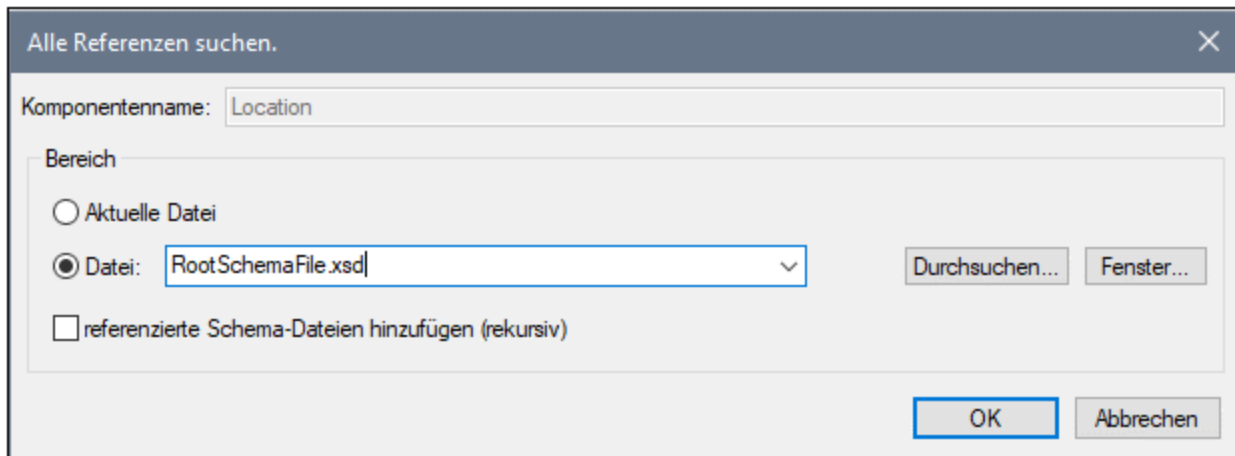 Alle Referenzen suchen.
Komponentenname: Location
Bereich
Aktuelle Datei
Datei: RootSchemaFile.xsd Durchsuchen... Fenster...
referenzierte Schema-Dateien hinzufügen (rekursiv)
OK Abbrechen